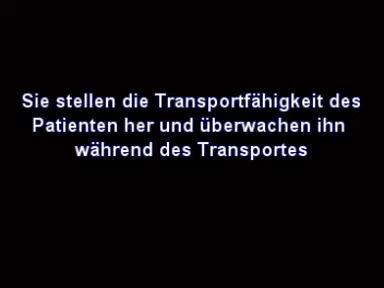 Sie stellen die Transportfähigkeit des
Patienten her und überwachen ihn
während des Transportes